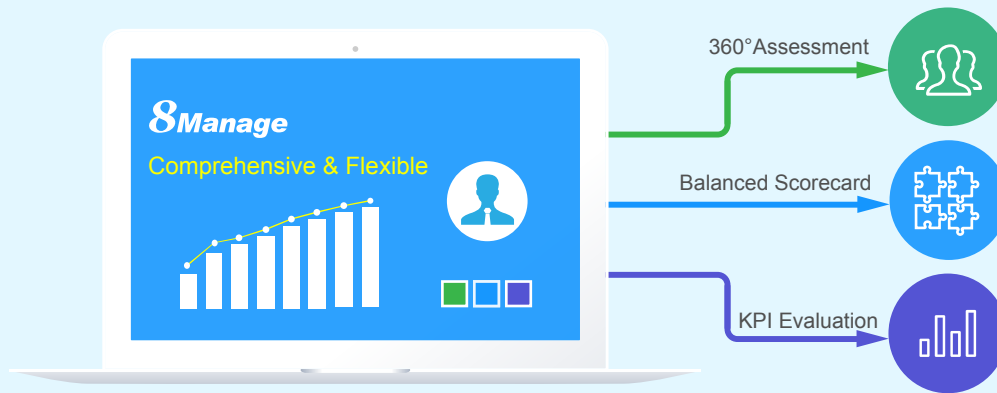 8Manage
Comprehensive & Flexible
360°Assessment
Balanced Scorecard
KPI Evaluation